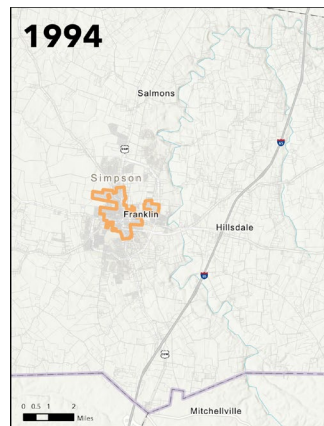 1994
Salmons
Simpson
Franklin
Hillsdale
Mitchellville
0 0.5 1 2
Miles